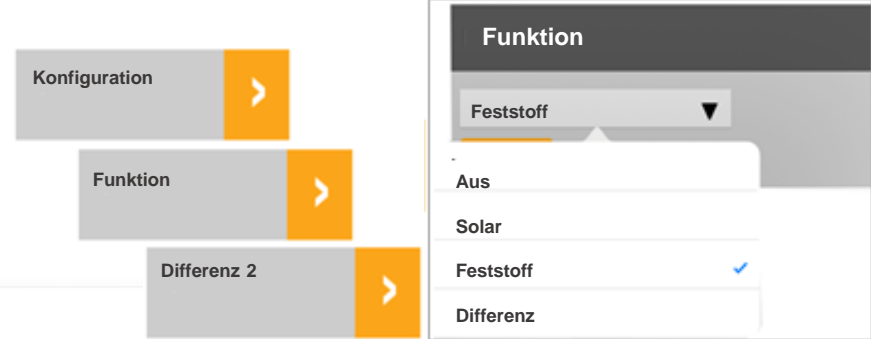 Konfiguration
Funktion
Differenz 2
Funktion
Feststoff
Aus
Solar
Feststoff
Differenz